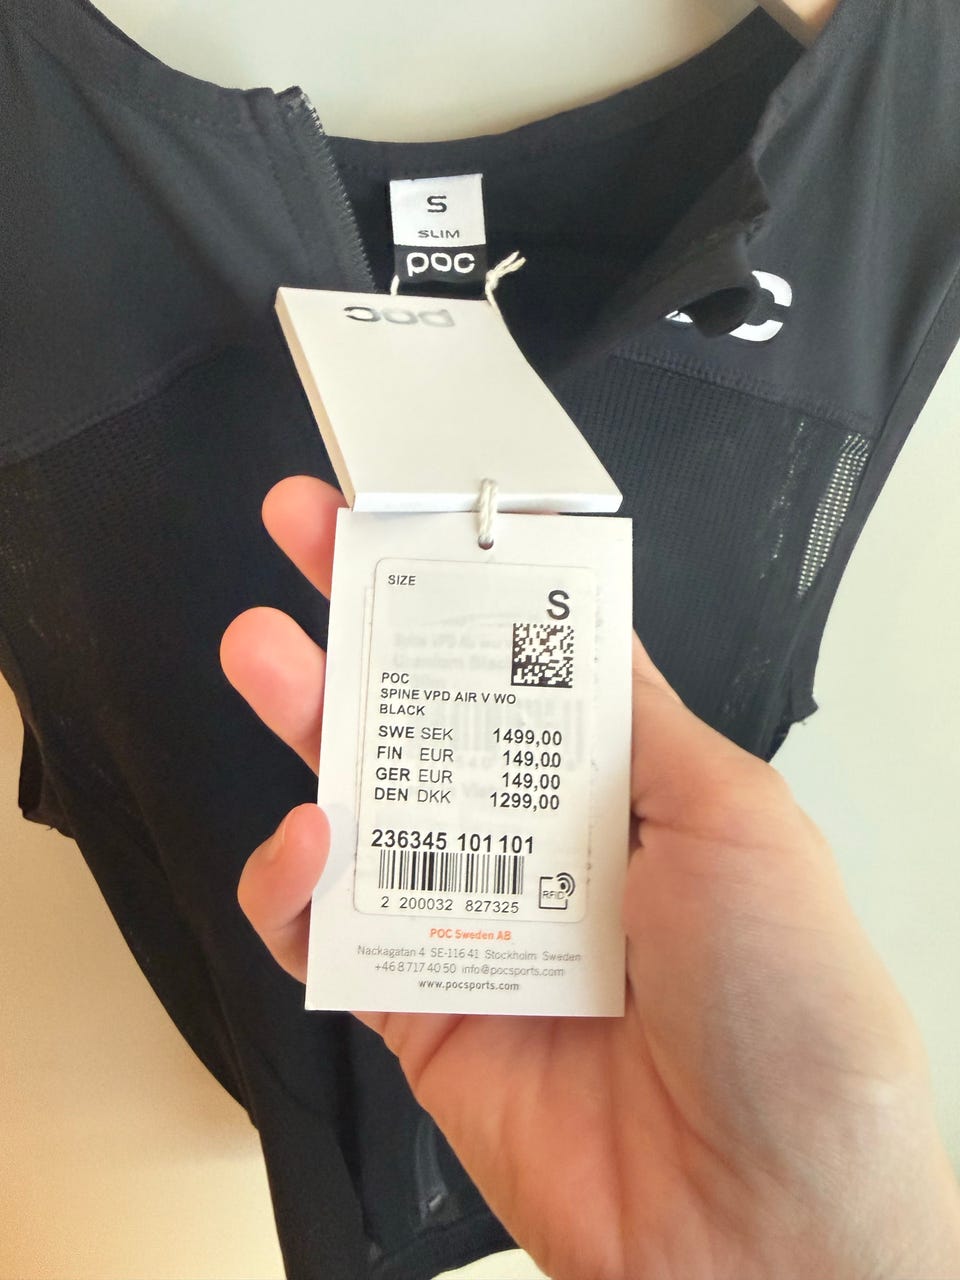 S
SLIM
POC
POC
SIZE
S
POC
SPINE VPD AIR V WO
BLACK
SWE SEK 1499,00
FIN EUR 149,00
GER EUR 149,00
DEN DKK 1299,00
236345 101 101
2 200032 827325
RFID
POC Sweden AB
Nackagatan 4 SE-116 41 Stockholm Sweden
+46 8 717 40 50 info@pocsports.com
www.pocsports.com